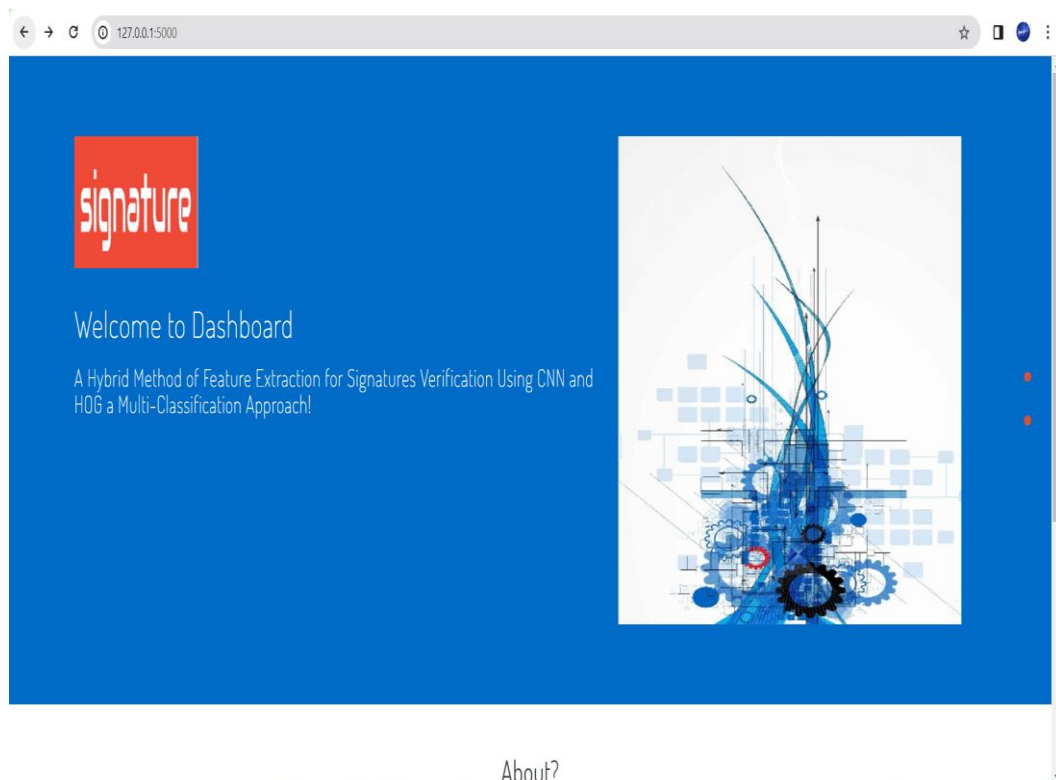 127.0.0.1:5000
signature
Welcome to Dashboard
A Hybrid Method of Feature Extraction for Signatures Verification Using CNN and
HOG a Multi-Classification Approach!
About?